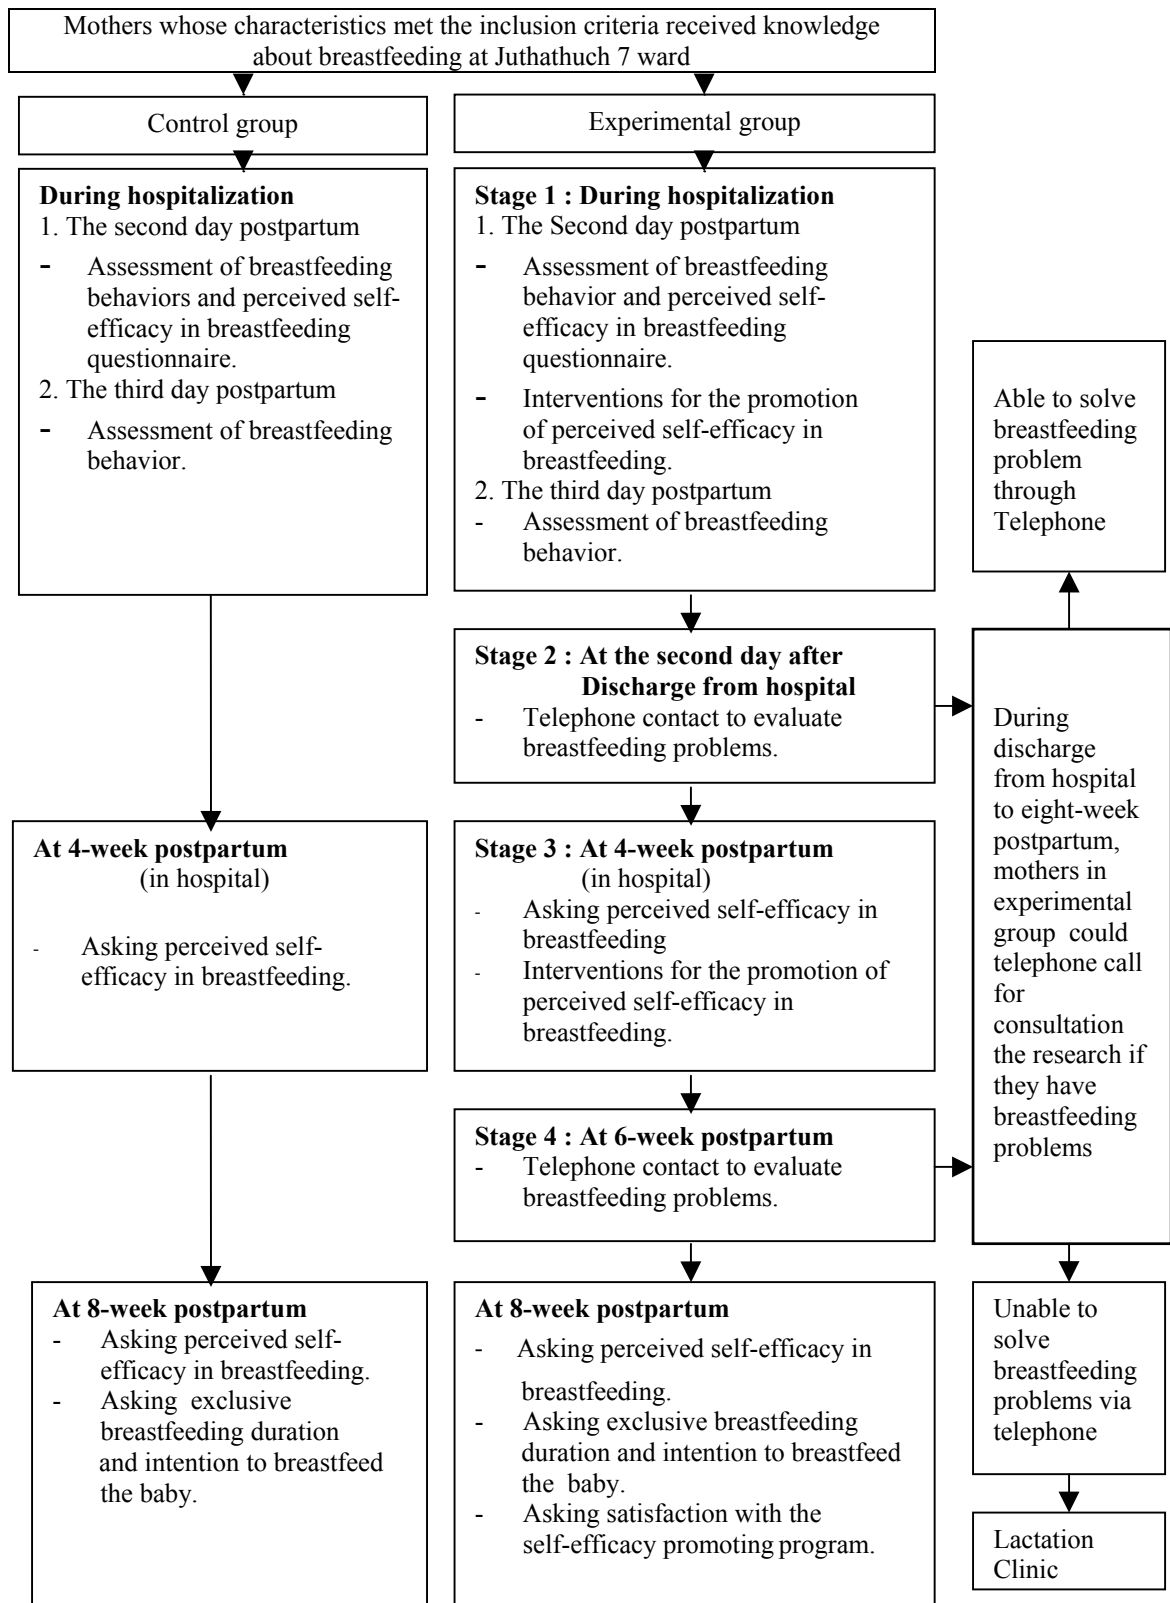 Mothers whose characteristics met the inclusion criteria received knowledge
about breastfeeding at Juthathuch 7 ward
Control group
Experimental group
During hospitalization
1. The second day postpartum
- Assessment of breastfeeding
behaviors and perceived self-
efficacy in breastfeeding
questionnaire.
2. The third day postpartum
- Assessment of breastfeeding
behavior.
Stage 1 : During hospitalization
1. The Second day postpartum
- Assessment of breastfeeding
behavior and perceived self-
efficacy in breastfeeding
questionnaire.
- Interventions for the promotion
of perceived self-efficacy in
breastfeeding.
2. The third day postpartum
- Assessment of breastfeeding
behavior.
Able to solve
breastfeeding
problem
through
Telephone
Stage 2 : At the second day after
Discharge from hospital
- Telephone contact to evaluate
breastfeeding problems.
During
discharge
from hospital
to eight-week
postpartum,
mothers in
experimental
group could
telephone call
for
consultation
the research if
they have
breastfeeding
problems
At 4-week postpartum
(in hospital)
- Asking perceived self-
efficacy in breastfeeding.
Stage 3 : At 4-week postpartum
(in hospital)
- Asking perceived self-efficacy in
breastfeeding
- Interventions for the promotion of
perceived self-efficacy in
breastfeeding.
Stage 4 : At 6-week postpartum
- Telephone contact to evaluate
breastfeeding problems.
At 8-week postpartum
- Asking perceived self-
efficacy in breastfeeding.
- Asking exclusive
breastfeeding duration
and intention to breastfeed
the baby.
At 8-week postpartum
- Asking perceived self-efficacy in
breastfeeding.
- Asking exclusive breastfeeding
duration and intention to breastfeed
the baby.
- Asking satisfaction with the
self-efficacy promoting program.
Unable to
solve
breastfeeding
problems via
telephone
Lactation
Clinic